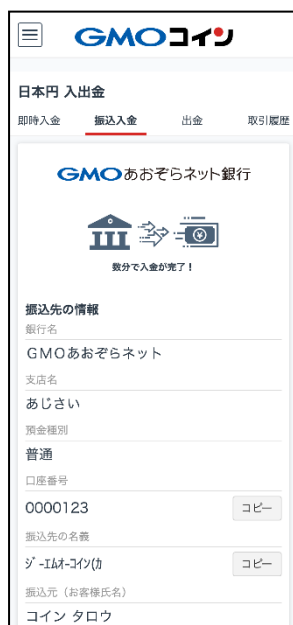 GMOコイン
日本円 入出金
即時入金 振込入金 出金 取引履歴
GMOあおぞらネット銀行
数分で入金が完了！
振込先の情報
銀行名
ＧＭＯあおぞらネット
支店名
あじさい
預金種別
普通
口座番号
0000123 コピー
振込先の名義
ｼﾞｰｴﾑｵｰｺｲﾝ(ｶ コピー
振込元（お客様氏名）
コイン タロウ